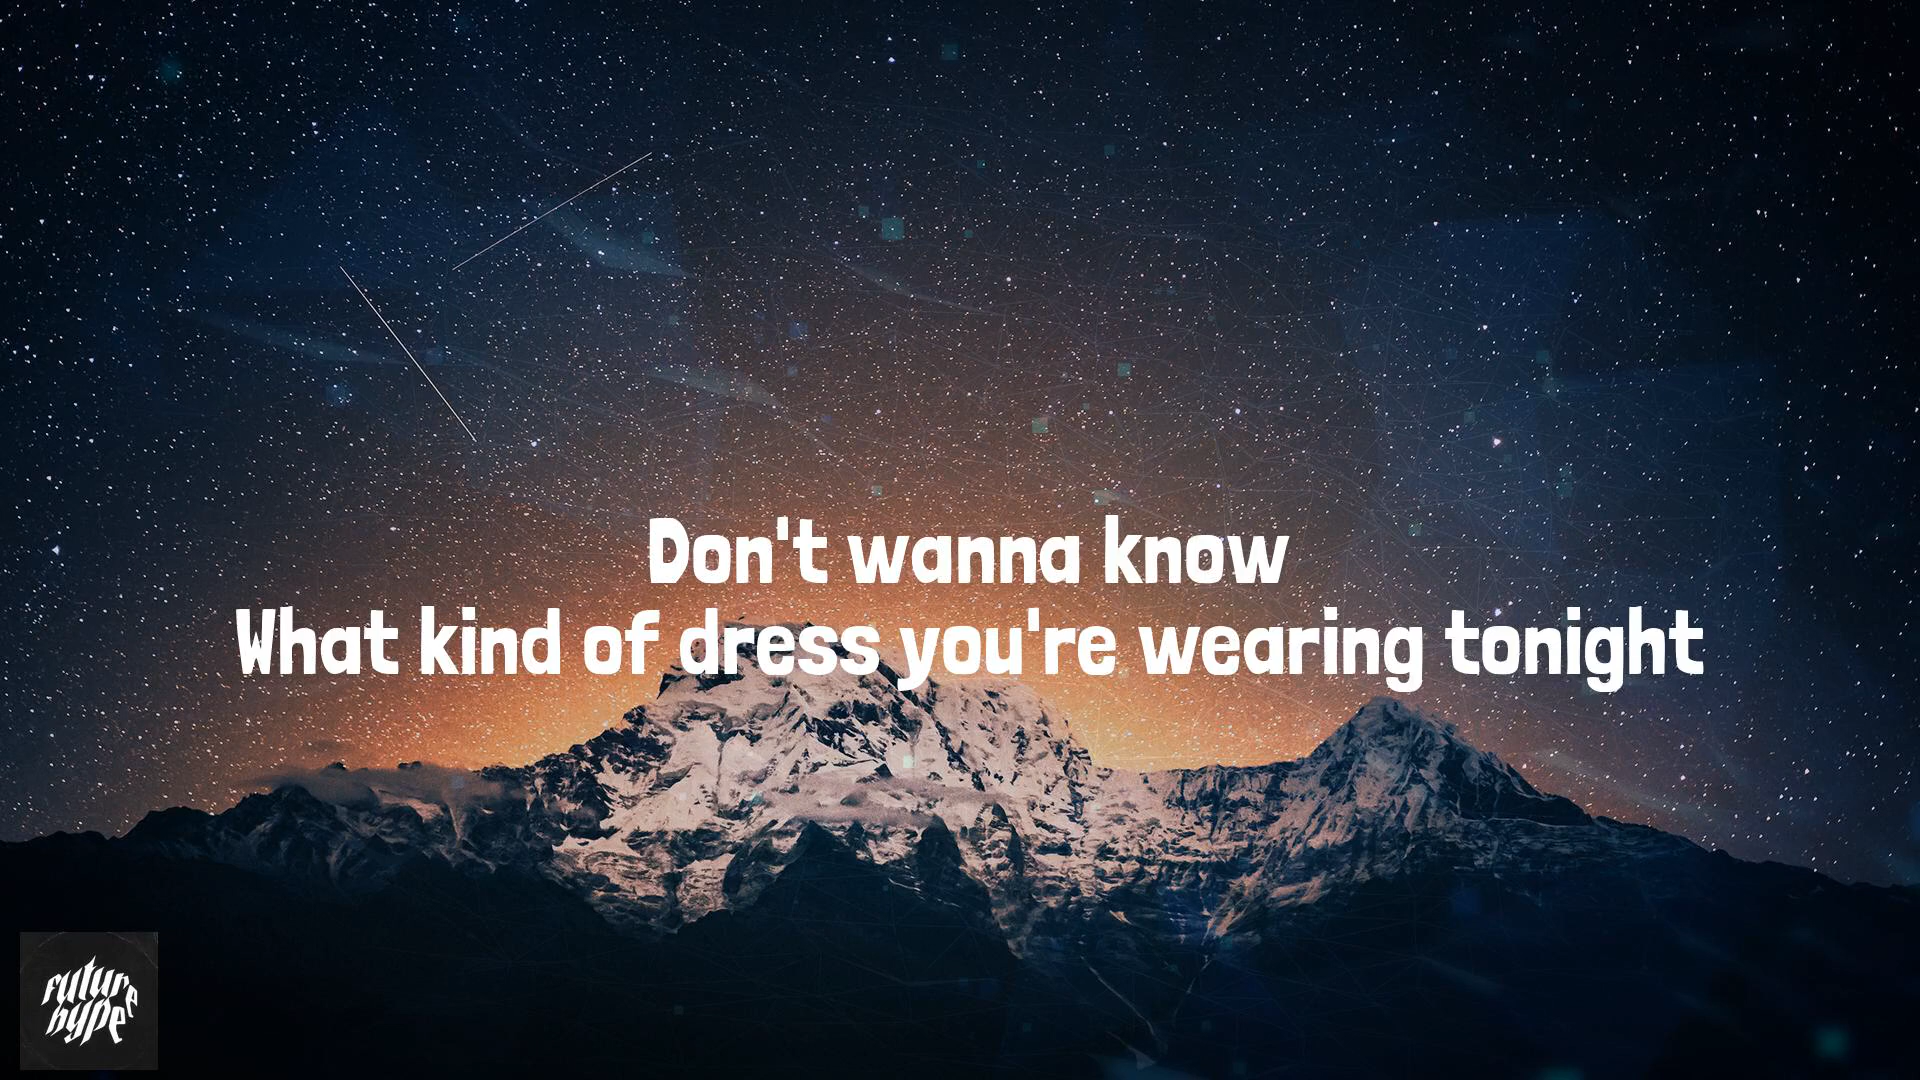 Don't wanna know
What kind of dress you're wearing tonight
future
hype